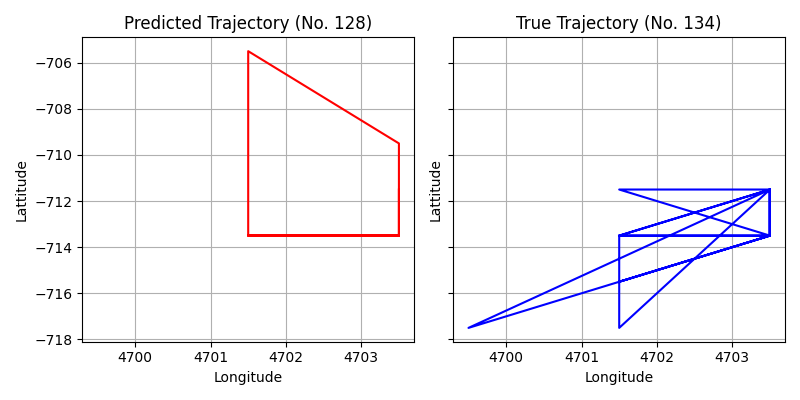 Predicted Trajectory (No. 128)
True Trajectory (No. 134)
−706
−708
−710
−712
−714
−716
−718
Lattitude
Lattitude
4700 4701 4702 4703
4700 4701 4702 4703
Longitude
Longitude